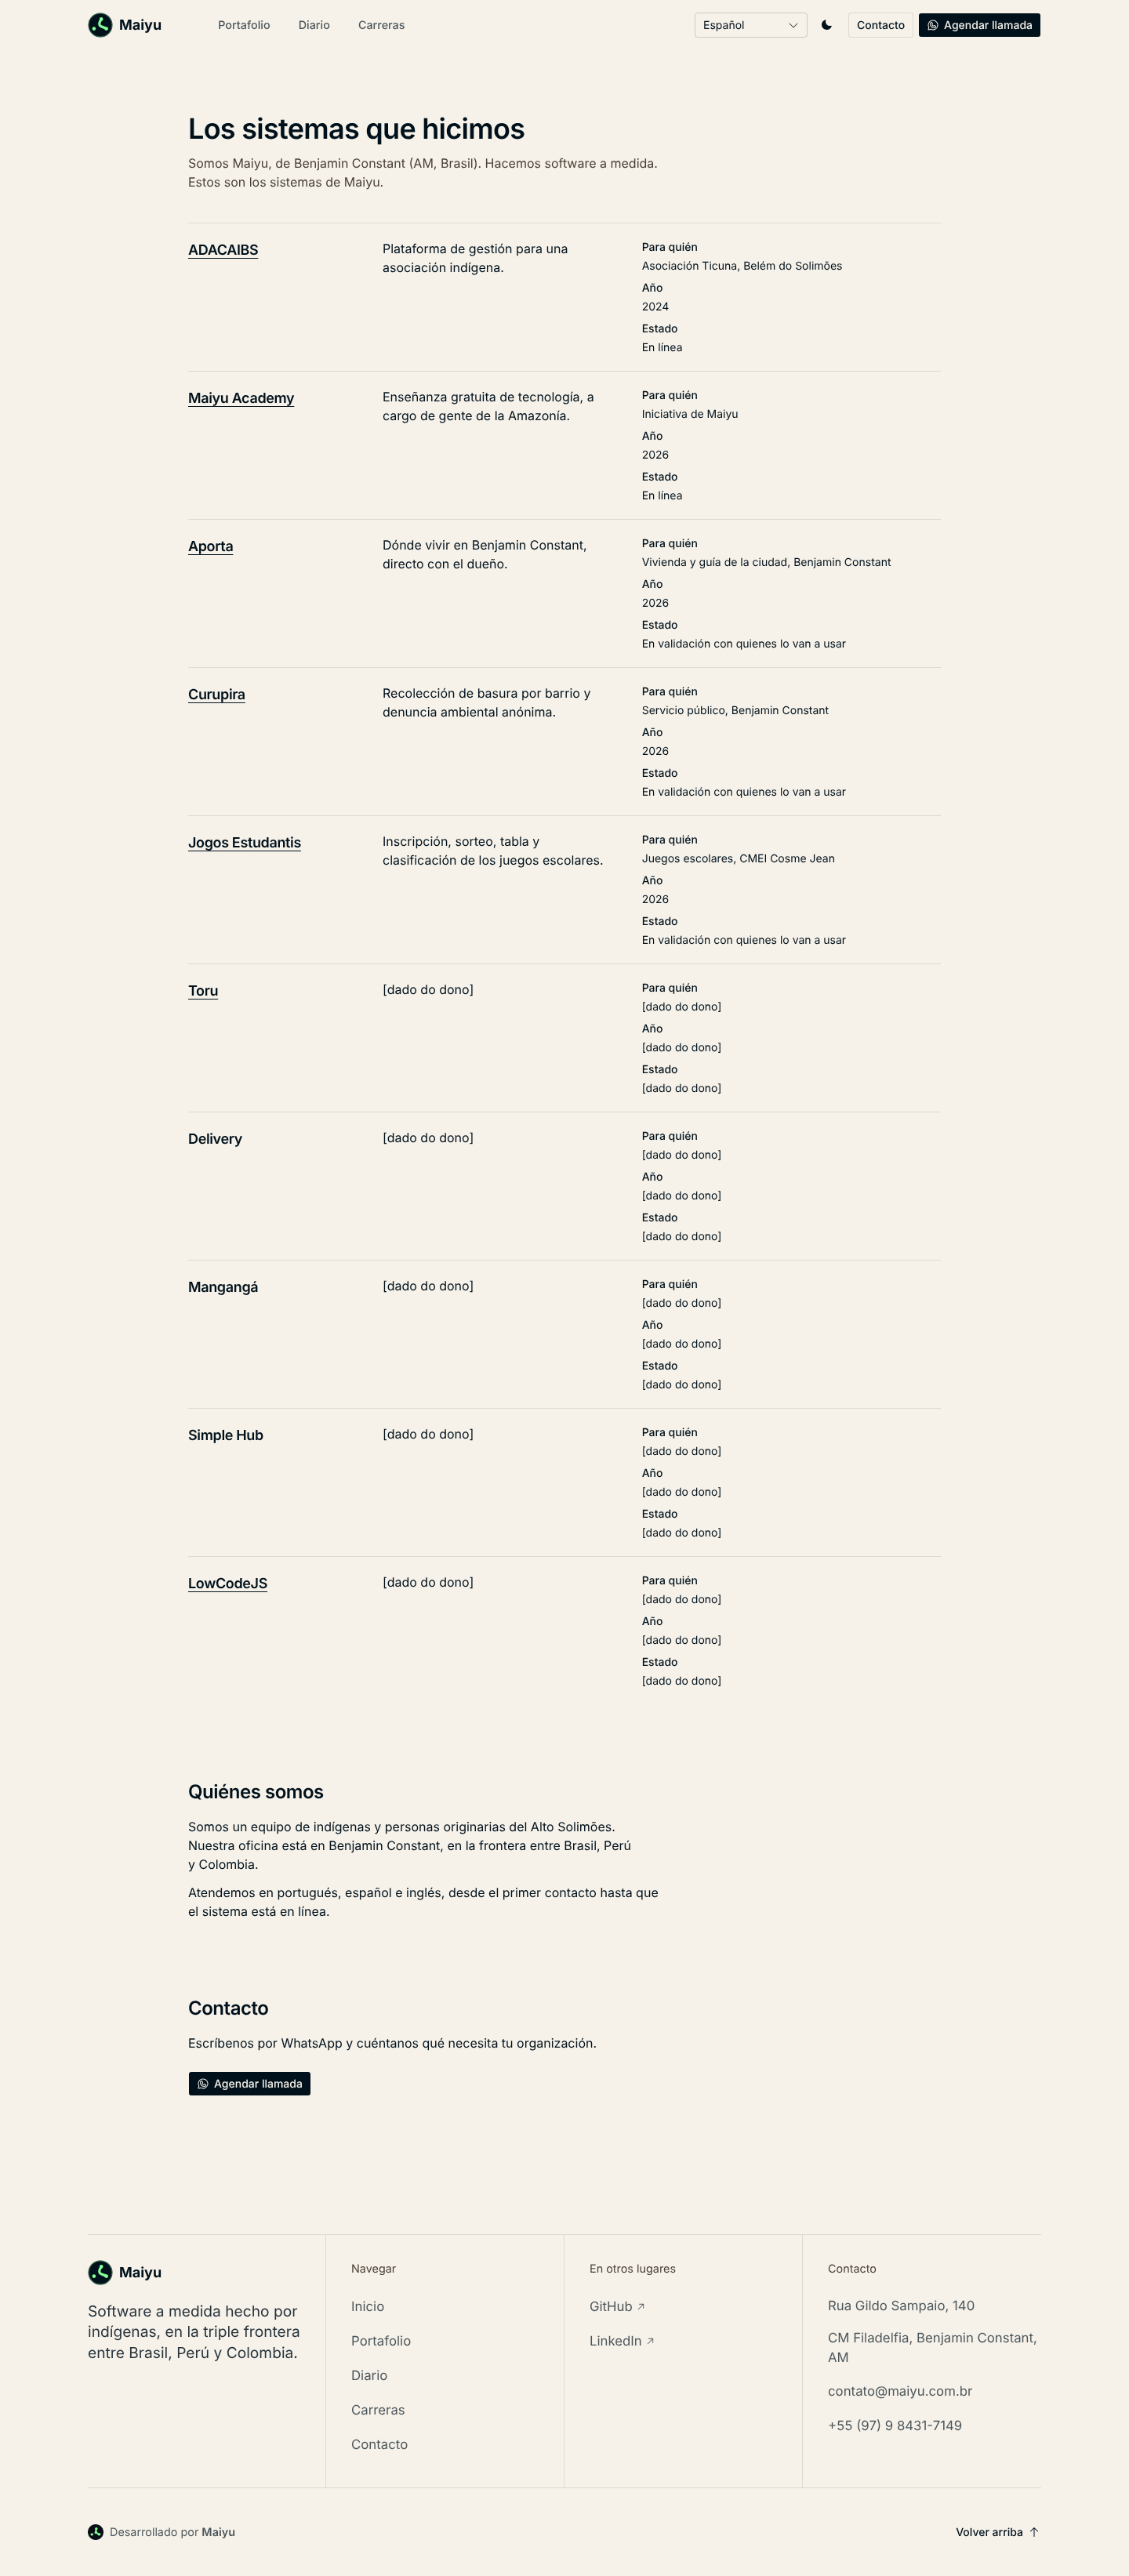 Maiyu
Portafolio
Diario
Carreras
Español
Contacto
Agendar llamada
Los sistemas que hicimos
Somos Maiyu, de Benjamin Constant (AM, Brasil). Hacemos software a medida.
Estos son los sistemas de Maiyu.
ADACAIBS
Plataforma de gestión para una
asociación indígena.
Para quién
Asociación Ticuna, Belém do Solimões
Año
2024
Estado
En línea
Maiyu Academy
Enseñanza gratuita de tecnología, a
cargo de gente de la Amazonía.
Para quién
Iniciativa de Maiyu
Año
2026
Estado
En línea
Aporta
Dónde vivir en Benjamin Constant,
directo con el dueño.
Para quién
Vivienda y guía de la ciudad, Benjamin Constant
Año
2026
Estado
En validación con quienes lo van a usar
Curupira
Recolección de basura por barrio y
denuncia ambiental anónima.
Para quién
Servicio público, Benjamin Constant
Año
2026
Estado
En validación con quienes lo van a usar
Jogos Estudantis
Inscripción, sorteo, tabla y
clasificación de los juegos escolares.
Para quién
Juegos escolares, CMEI Cosme Jean
Año
2026
Estado
En validación con quienes lo van a usar
Toru
[dado do dono]
Para quién
[dado do dono]
Año
[dado do dono]
Estado
[dado do dono]
Delivery
[dado do dono]
Para quién
[dado do dono]
Año
[dado do dono]
Estado
[dado do dono]
Mangangá
[dado do dono]
Para quién
[dado do dono]
Año
[dado do dono]
Estado
[dado do dono]
Simple Hub
[dado do dono]
Para quién
[dado do dono]
Año
[dado do dono]
Estado
[dado do dono]
LowCodeJS
[dado do dono]
Para quién
[dado do dono]
Año
[dado do dono]
Estado
[dado do dono]
Quiénes somos
Somos un equipo de indígenas y personas originarias del Alto Solimões.
Nuestra oficina está en Benjamin Constant, en la frontera entre Brasil, Perú
y Colombia.
Atendemos en portugués, español e inglés, desde el primer contacto hasta que
el sistema está en línea.
Contacto
Escríbenos por WhatsApp y cuéntanos qué necesita tu organización.
Agendar llamada
Maiyu
Software a medida hecho por
indígenas, en la triple frontera
entre Brasil, Perú y Colombia.
Navegar
Inicio
Portafolio
Diario
Carreras
Contacto
En otros lugares
GitHub ↗
LinkedIn ↗
Contacto
Rua Gildo Sampaio, 140
CM Filadelfia, Benjamin Constant,
AM
contato@maiyu.com.br
+55 (97) 9 8431-7149
Desarrollado por Maiyu
Volver arriba ↑